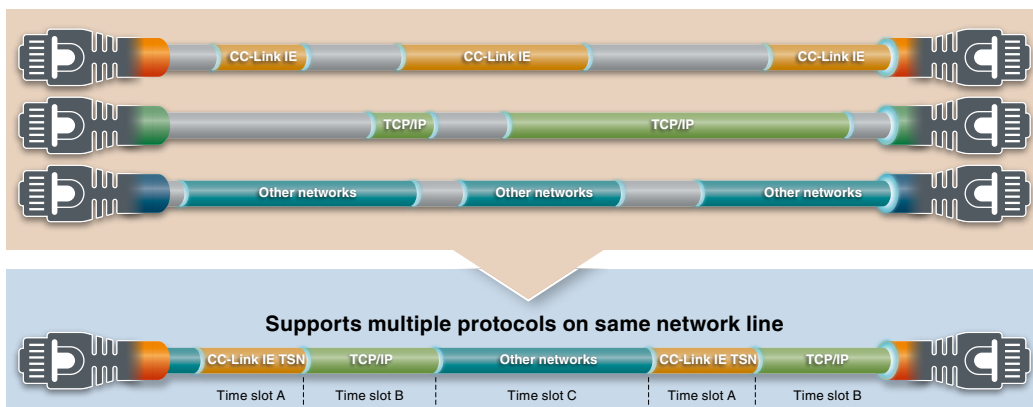 CC-Link IE CC-Link IE CC-Link IE
TCP/IP TCP/IP
Other networks Other networks Other networks
Supports multiple protocols on same network line
CC-Link IE TSN TCP/IP Other networks CC-Link IE TSN TCP/IP
Time slot A Time slot B Time slot C Time slot A Time slot B